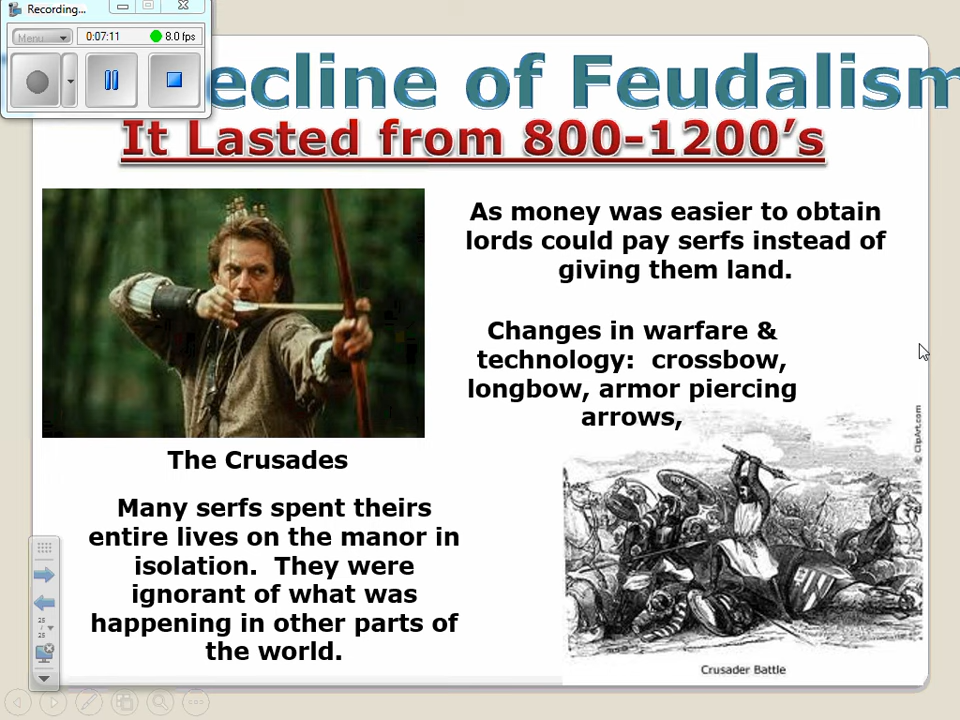 Recording...
Menu
0:07:11
8.0 fps
ecline of Feudalism
It Lasted from 800-1200’s
As money was easier to obtain
lords could pay serfs instead of
giving them land.
Changes in warfare &
technology:  crossbow,
longbow, armor piercing
arrows,
© ClipArt.com
The Crusades
Many serfs spent theirs
entire lives on the manor in
isolation.  They were
ignorant of what was
happening in other parts of
the world.
Crusader Battle
25
/
25